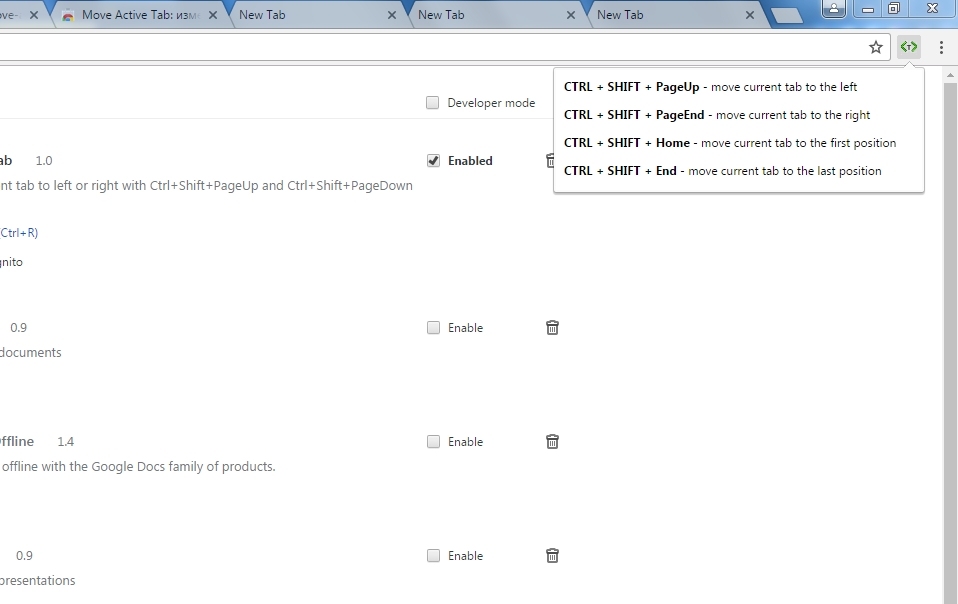 ove-
Move Active Tab: изме
New Tab
New Tab
New Tab
<T>
CTRL + SHIFT + PageUp - move current tab to the left
CTRL + SHIFT + PageEnd - move current tab to the right
CTRL + SHIFT + Home - move current tab to the first position
CTRL + SHIFT + End - move current tab to the last position
Developer mode
ab 1.0 Enabled
nt tab to left or right with Ctrl+Shift+PageUp and Ctrl+Shift+PageDown
Ctrl+R)
gnito
0.9 Enable
documents
ffline 1.4 Enable
offline with the Google Docs family of products.
0.9 Enable
presentations